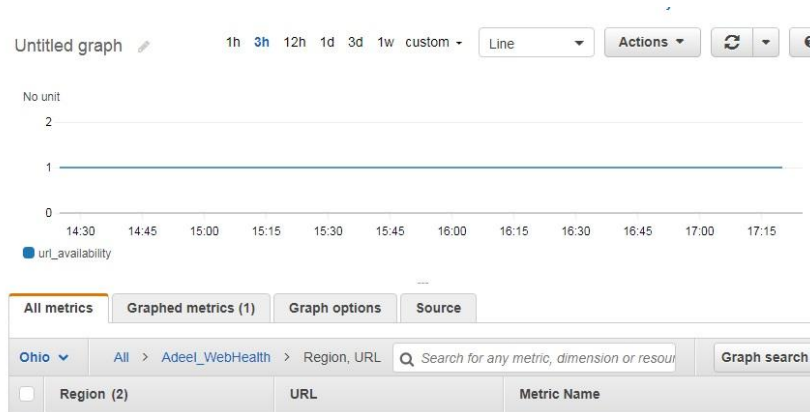 Untitled graph 1h 3h 12h 1d 3d 1w custom Line Actions
No unit
2
1
0
14:30 14:45 15:00 15:15 15:30 15:45 16:00 16:15 16:30 16:45 17:00 17:15
url_availability
All metrics Graphed metrics (1) Graph options Source
Ohio All > Adeel_WebHealth > Region, URL Search for any metric, dimension or resour Graph search
Region (2) URL Metric Name